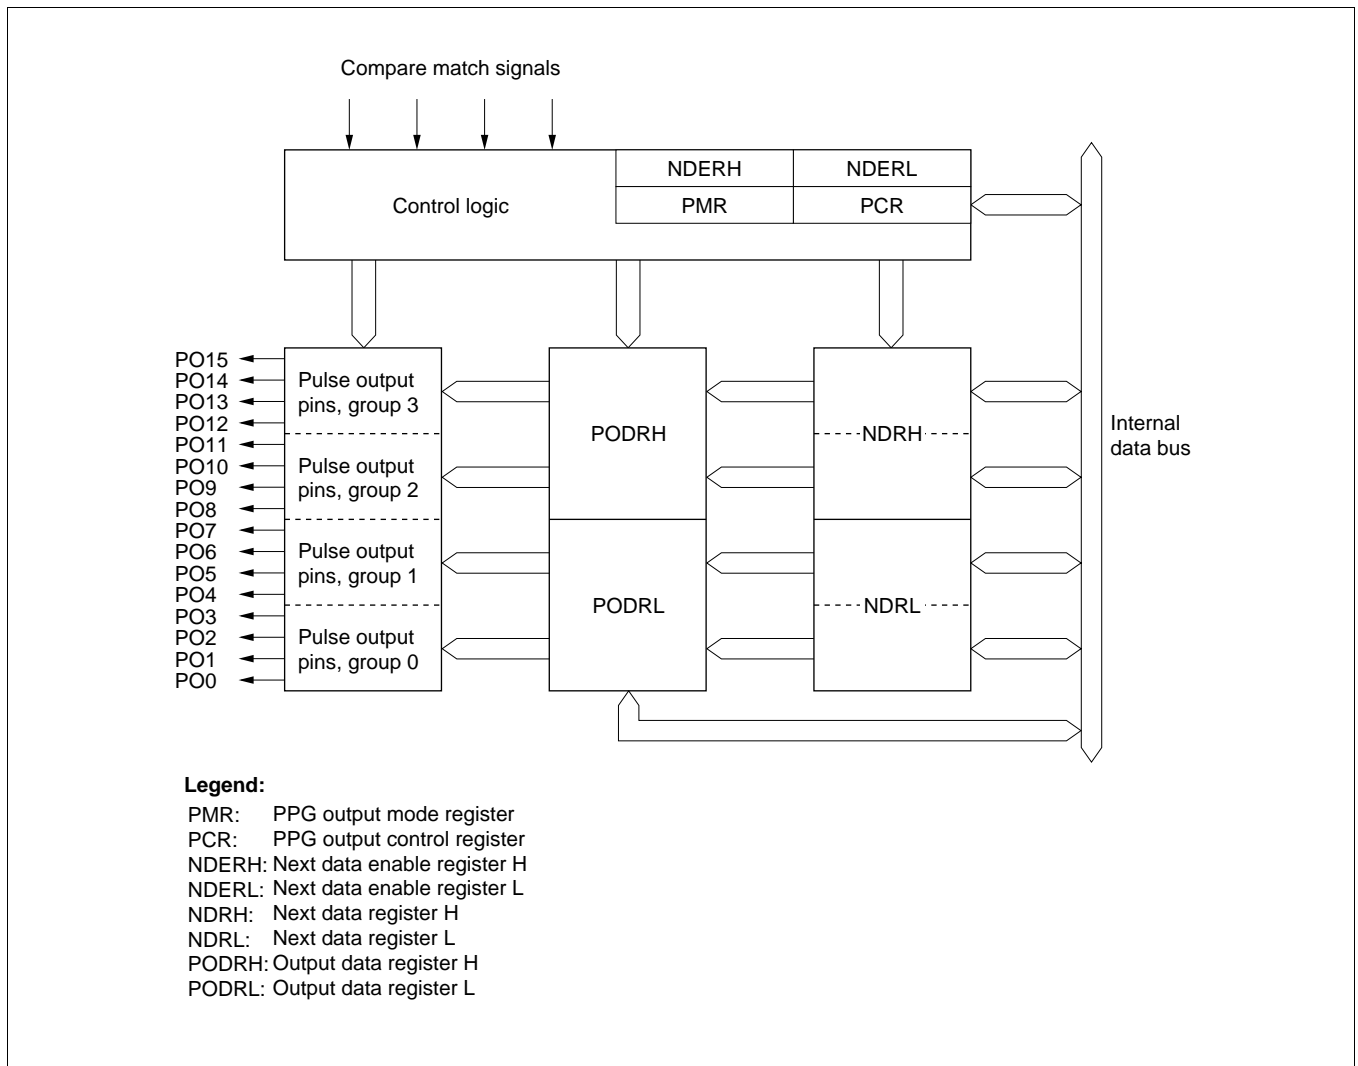 Compare match signals
NDERH NDERL
Control logic PMR PCR
PO15
PO14
PO13
PO12
PO11
PO10
PO9
PO8
PO7
PO6
PO5
PO4
PO3
PO2
PO1
PO0
Pulse output
pins, group 3
Pulse output
pins, group 2
Pulse output
pins, group 1
Pulse output
pins, group 0
PODRH
PODRL
NDRH
NDRL
Internal
data bus
Legend:
PMR: PPG output mode register
PCR: PPG output control register
NDERH: Next data enable register H
NDERL: Next data enable register L
NDRH: Next data register H
NDRL: Next data register L
PODRH: Output data register H
PODRL: Output data register L